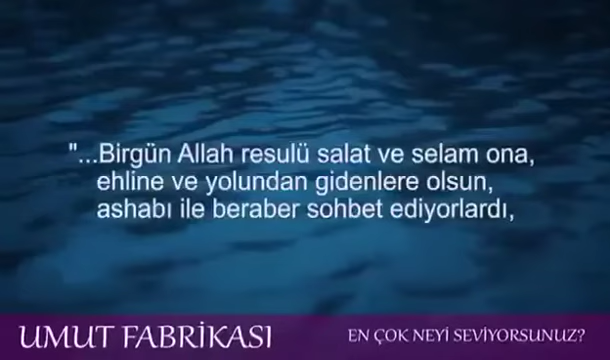 "...Birgün Allah resulü salat ve selam ona,
ehline ve yolundan gidenlere olsun,
ashabı ile beraber sohbet ediyorlardı,
UMUT FABRİKASI
EN ÇOK NEYİ SEVİYORSUNUZ?